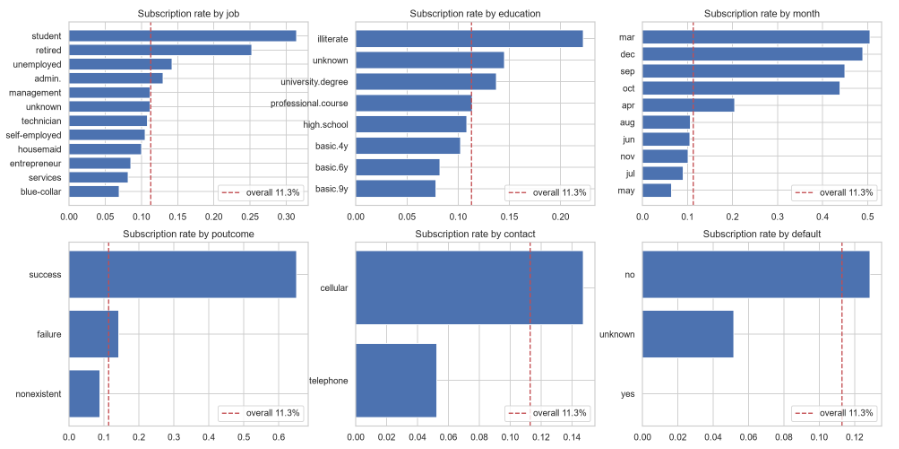 Subscription rate by job
student
retired
unemployed
admin.
management
unknown
technician
self-employed
housemaid
entrepreneur
services
blue-collar
overall 11.3%
0.00 0.05 0.10 0.15 0.20 0.25 0.30
Subscription rate by education
illiterate
unknown
university.degree
professional.course
high.school
basic.4y
basic.6y
basic.9y
overall 11.3%
0.00 0.05 0.10 0.15 0.20
Subscription rate by month
mar
dec
sep
oct
apr
aug
jun
nov
jul
may
overall 11.3%
0.0 0.1 0.2 0.3 0.4 0.5
Subscription rate by poutcome
success
failure
nonexistent
overall 11.3%
0.0 0.1 0.2 0.3 0.4 0.5 0.6
Subscription rate by contact
cellular
telephone
overall 11.3%
0.00 0.02 0.04 0.06 0.08 0.10 0.12 0.14
Subscription rate by default
no
unknown
yes
overall 11.3%
0.00 0.02 0.04 0.06 0.08 0.10 0.12